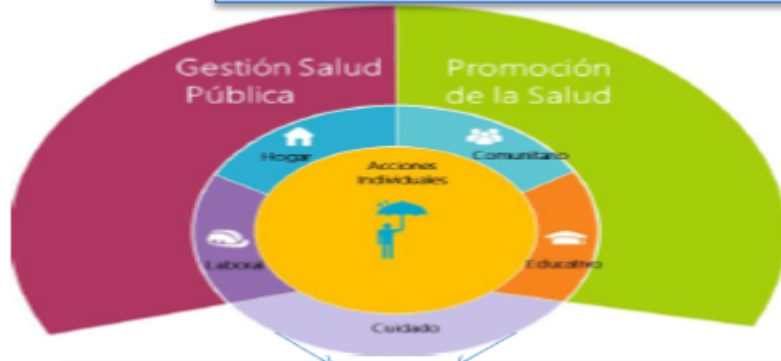 Gestión Salud
Pública
Promoción
de la Salud
Hogar
Comunitario
Acciones
Individuales
Laboral
Educativo
Cuidado